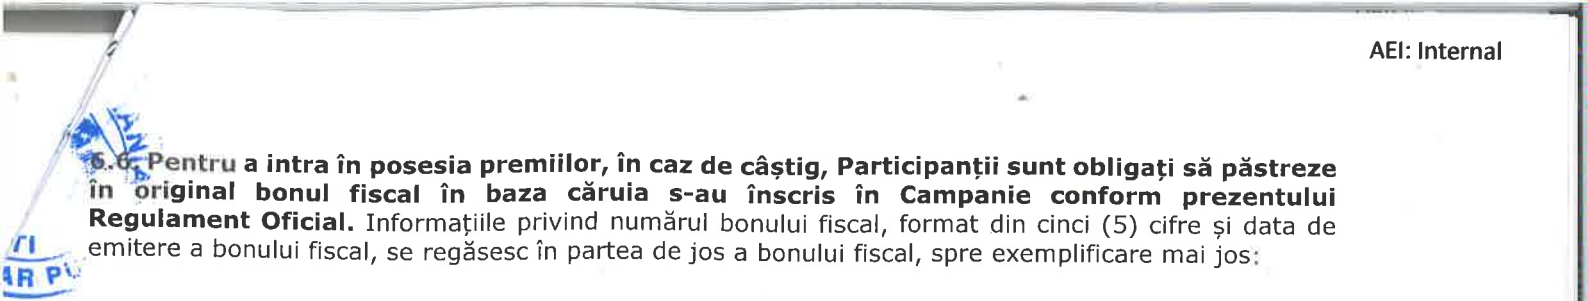 AEI: Internal
6.6. Pentru a intra în posesia premiilor, în caz de câștig, Participanții sunt obligați să păstreze
în original bonul fiscal în baza căruia s-au înscris în Campanie conform prezentului
Regulament Oficial. Informațiile privind numărul bonului fiscal, format din cinci (5) cifre și data de
emitere a bonului fiscal, se regăsesc în partea de jos a bonului fiscal, spre exemplificare mai jos: